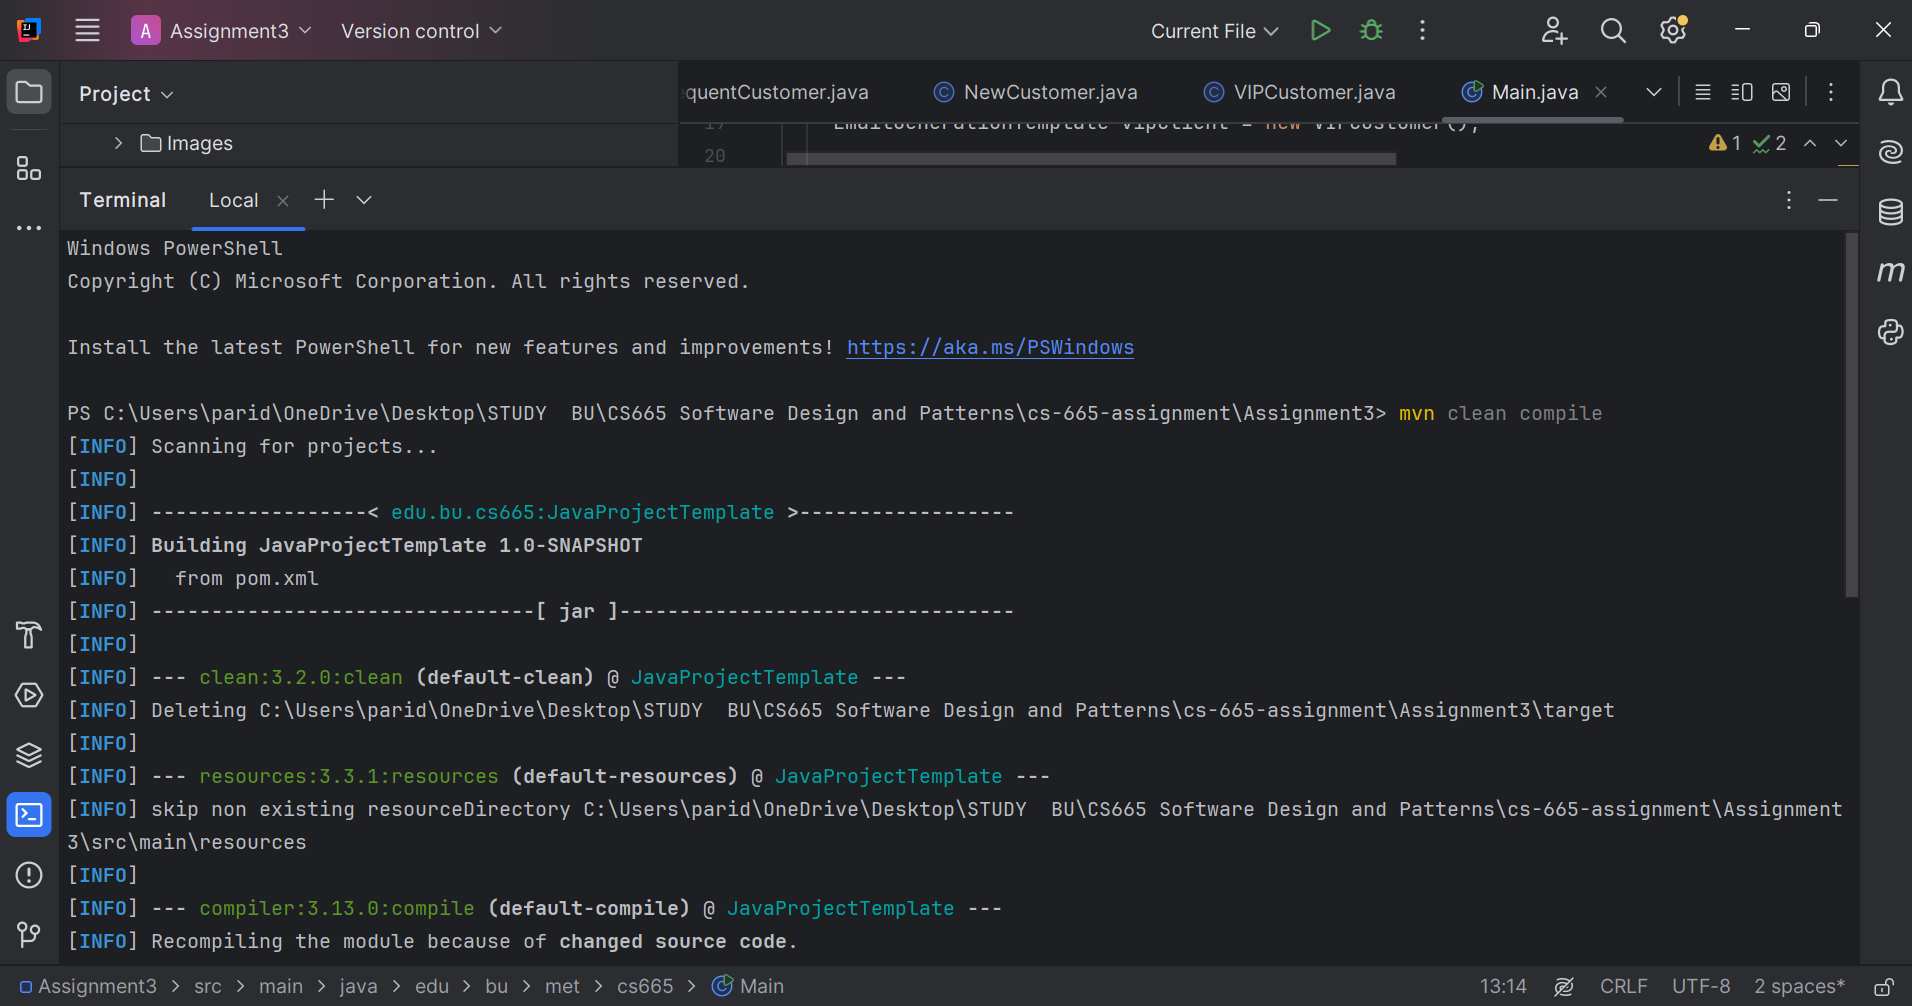 A Assignment3 Version control Current File
Project
quentCustomer.java NewCustomer.java VIPCustomer.java Main.java
Images
20
1 2
Terminal Local
Windows PowerShell
Copyright (C) Microsoft Corporation. All rights reserved.
Install the latest PowerShell for new features and improvements! https://aka.ms/PSWindows
PS C:\Users\parid\OneDrive\Desktop\STUDY  BU\CS665 Software Design and Patterns\cs-665-assignment\Assignment3> mvn clean compile
[INFO] Scanning for projects...
[INFO]
[INFO] ------------------< edu.bu.cs665:JavaProjectTemplate >------------------
[INFO] Building JavaProjectTemplate 1.0-SNAPSHOT
[INFO]   from pom.xml
[INFO] --------------------------------[ jar ]---------------------------------
[INFO]
[INFO] --- clean:3.2.0:clean (default-clean) @ JavaProjectTemplate ---
[INFO] Deleting C:\Users\parid\OneDrive\Desktop\STUDY  BU\CS665 Software Design and Patterns\cs-665-assignment\Assignment3\target
[INFO]
[INFO] --- resources:3.3.1:resources (default-resources) @ JavaProjectTemplate ---
[INFO] skip non existing resourceDirectory C:\Users\parid\OneDrive\Desktop\STUDY  BU\CS665 Software Design and Patterns\cs-665-assignment\Assignment
3\src\main\resources
[INFO]
[INFO] --- compiler:3.13.0:compile (default-compile) @ JavaProjectTemplate ---
[INFO] Recompiling the module because of changed source code.
Assignment3 > src > main > java > edu > bu > met > cs665 > Main 13:14 CRLF UTF-8 2 spaces*